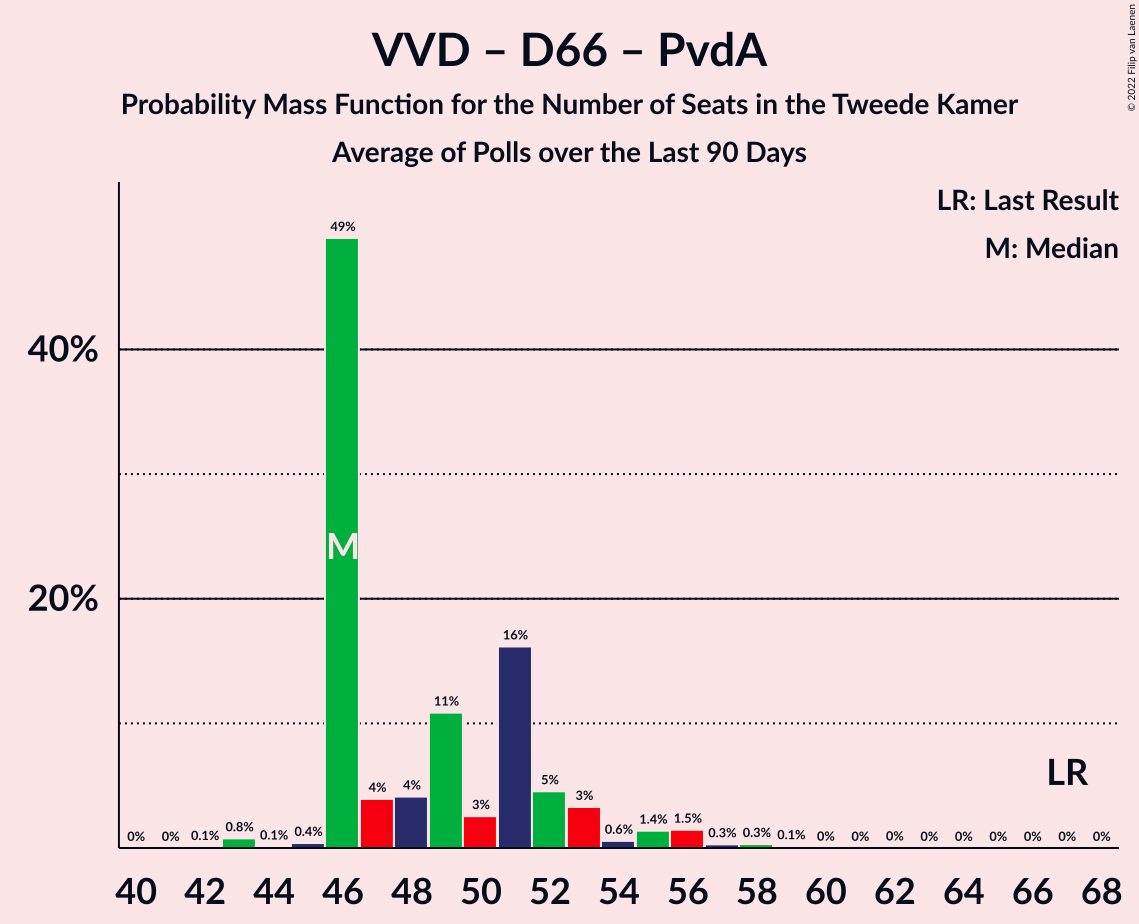 VVD – D66 – PvdA
Probability Mass Function for the Number of Seats in the Tweede Kamer
Average of Polls over the Last 90 Days
© 2022 Filip van Laenen
LR: Last Result
M: Median
40%
20%
49%
M
16%
11%
LR
0% 0% 0.1% 0.8% 0.1% 0.4% 4% 4% 3% 5% 3% 0.6% 1.4% 1.5% 0.3% 0.3% 0.1% 0% 0% 0% 0% 0% 0% 0% 0% 0%
40 42 44 46 48 50 52 54 56 58 60 62 64 66 68